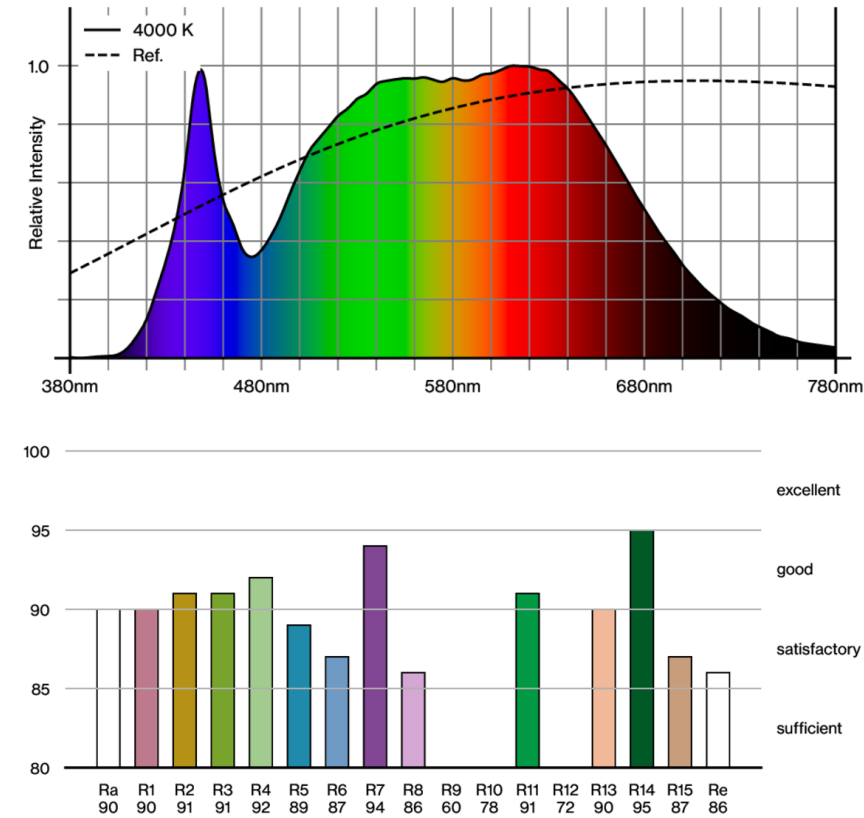 4000 K
Ref.
1.0
Relative Intensity
380nm 480nm 580nm 680nm 780nm
100
excellent
95
good
90
satisfactory
85
sufficient
80
Ra R1 R2 R3 R4 R5 R6 R7 R8 R9 R10 R11 R12 R13 R14 R15 Re
90 90 91 91 92 89 87 94 86 60 78 91 72 90 95 87 86